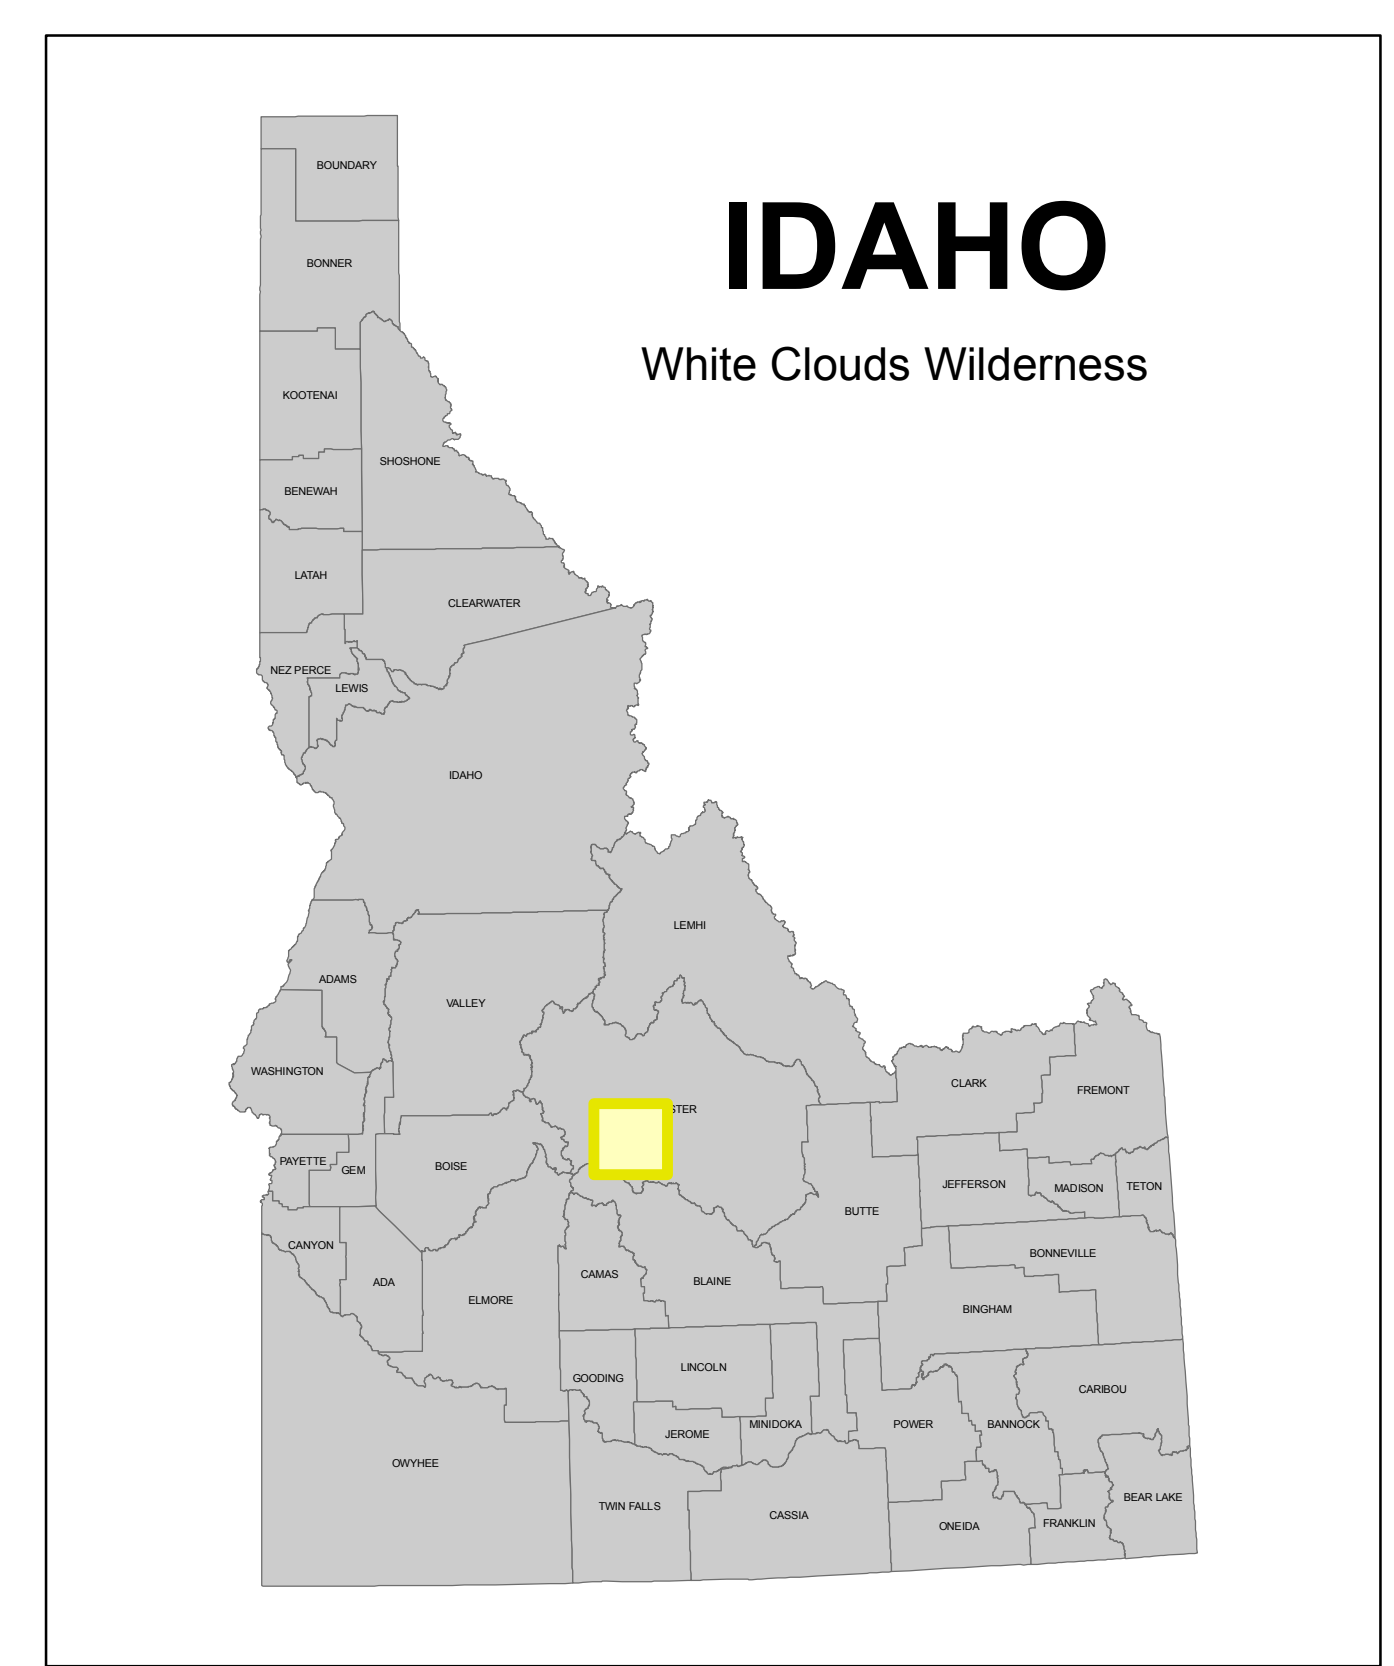 IDAHO
White Clouds Wilderness
BOUNDARY
BONNER
KOOTENAI
SHOSHONE
BENEWAH
LATAH
CLEARWATER
NEZ PERCE
LEWIS
IDAHO
LEMHI
ADAMS
VALLEY
WASHINGTON
CLARK
FREMONT
STER
PAYETTE
GEM
BOISE
JEFFERSON
MADISON
TETON
BUTTE
CANYON
ADA
ELMORE
CAMAS
BLAINE
BONNEVILLE
BINGHAM
GOODING
LINCOLN
CARIBOU
JEROME
MINIDOKA
POWER
BANNOCK
OWYHEE
TWIN FALLS
CASSIA
ONEIDA
FRANKLIN
BEAR LAKE